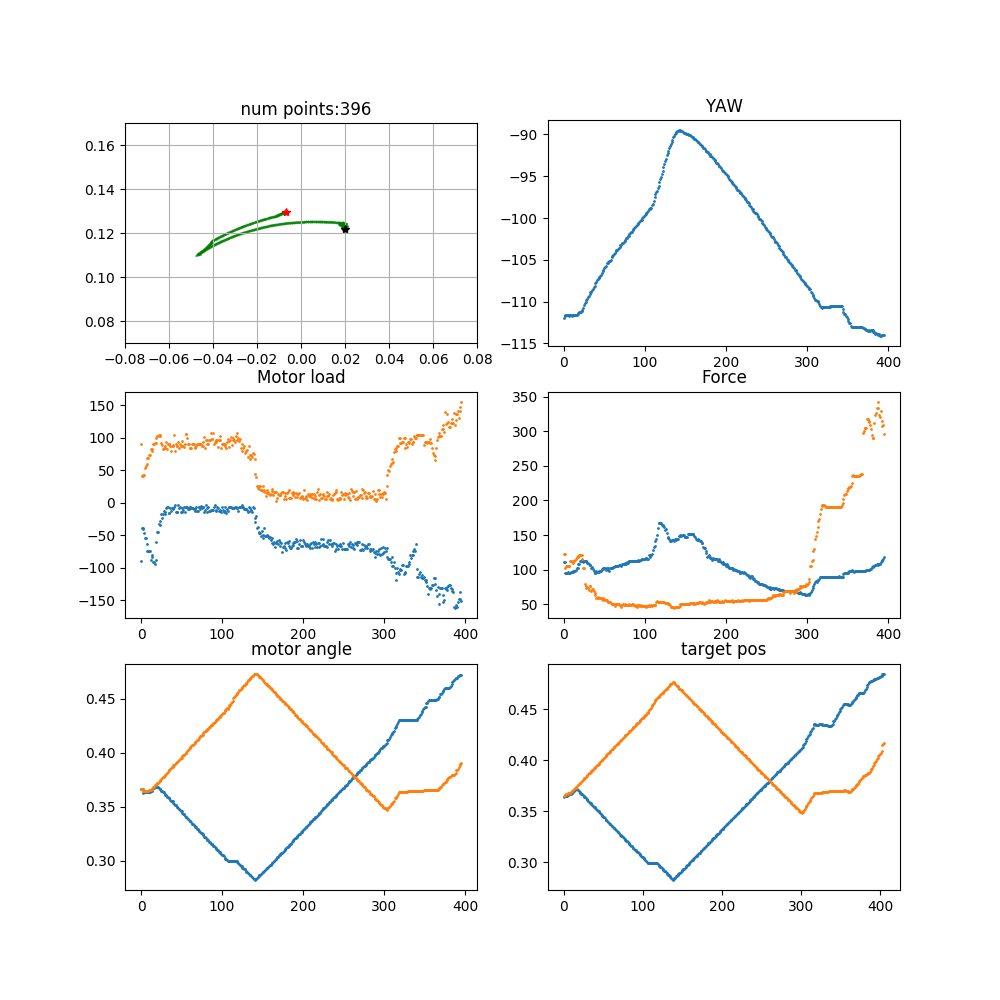 num points:396
0.16
0.14
0.12
0.10
0.08
−0.08 −0.06 −0.04 −0.02 0.00 0.02 0.04 0.06 0.08
YAW
−90
−95
−100
−105
−110
−115
0 100 200 300 400
Motor load
150
100
50
0
−50
−100
−150
0 100 200 300 400
Force
350
300
250
200
150
100
50
0 100 200 300 400
motor angle
0.45
0.40
0.35
0.30
0 100 200 300 400
target pos
0.45
0.40
0.35
0.30
0 100 200 300 400